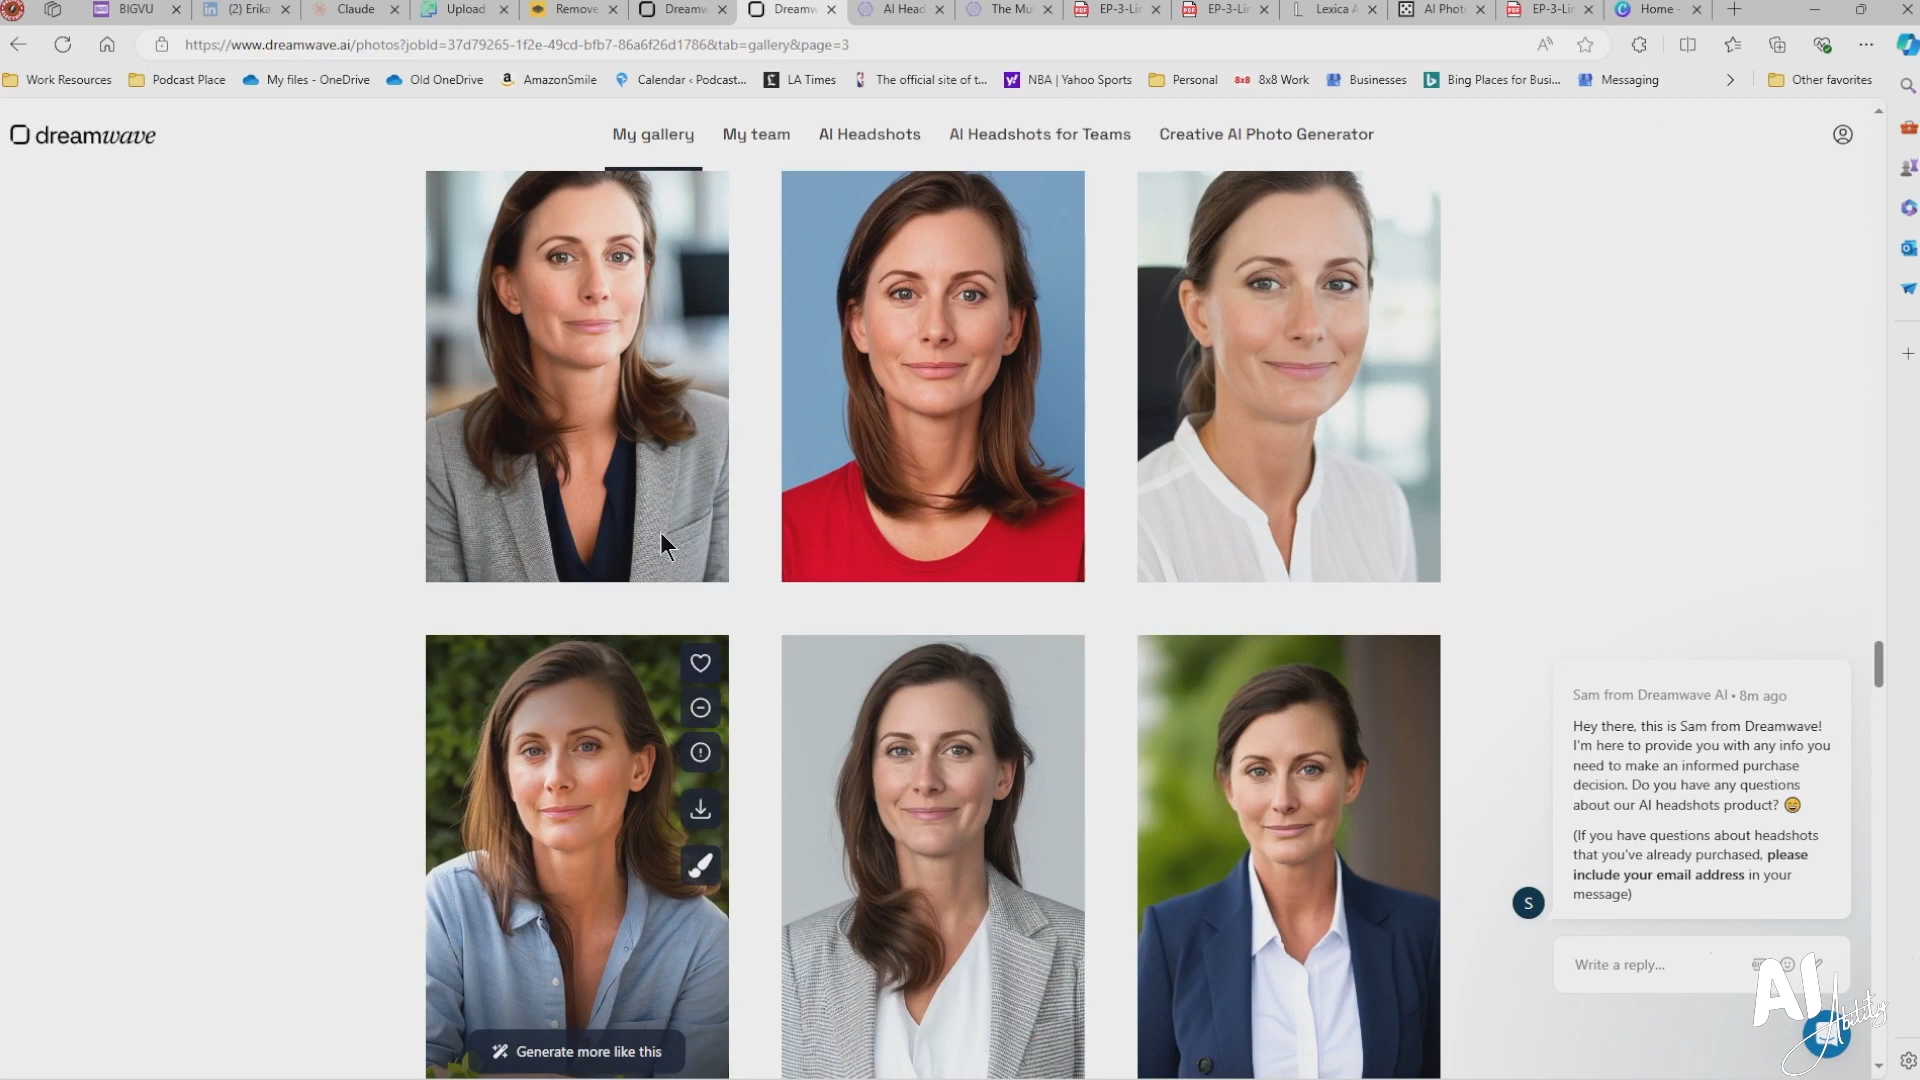 BIGVU
(2) Erika
Claude
Upload
Remove
Dreamw
Dreamw
AI Head
The Mul
EP-3-Lin
EP-3-Lin
Lexica A
AI Photo
EP-3-Lin
Home -
https://www.dreamwave.ai/photos?jobId=37d79265-1f2e-49cd-bfb7-86a6f26d1786&tab=gallery&page=3
Work Resources
Podcast Place
My files - OneDrive
Old OneDrive
AmazonSmile
Calendar ‹ Podcast...
LA Times
The official site of t...
NBA | Yahoo Sports
Personal
8x8 8x8 Work
Businesses
Bing Places for Busi...
Messaging
Other favorites
dreamwave
My gallery
My team
AI Headshots
AI Headshots for Teams
Creative AI Photo Generator
Generate more like this
Sam from Dreamwave AI • 8m ago
Hey there, this is Sam from Dreamwave!
I'm here to provide you with any info you
need to make an informed purchase
decision. Do you have any questions
about our AI headshots product? 😄
(If you have questions about headshots
that you've already purchased, please
include your email address in your
message)
S
Write a reply...
AI Ability